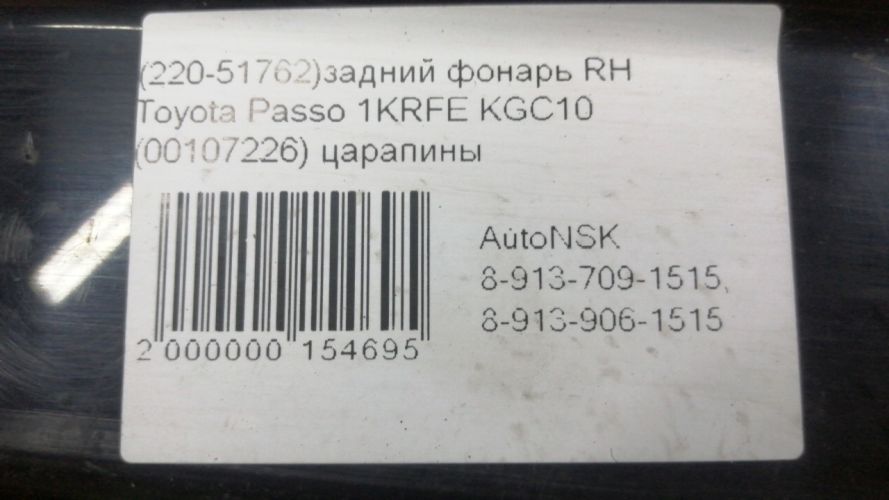 (220-51762)задний фонарь RH
Toyota Passo 1KRFE KGC10
(00107226) царапины
AutoNSK
8-913-709-1515,
8-913-906-1515
2 000000 154695